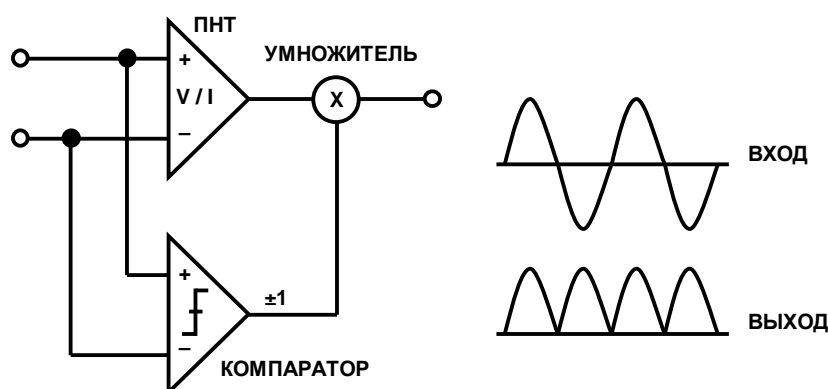 ПНТ
УМНОЖИТЕЛЬ
+
V / I
X
−
ВХОД
+
±1
−
КОМПАРАТОР
ВЫХОД